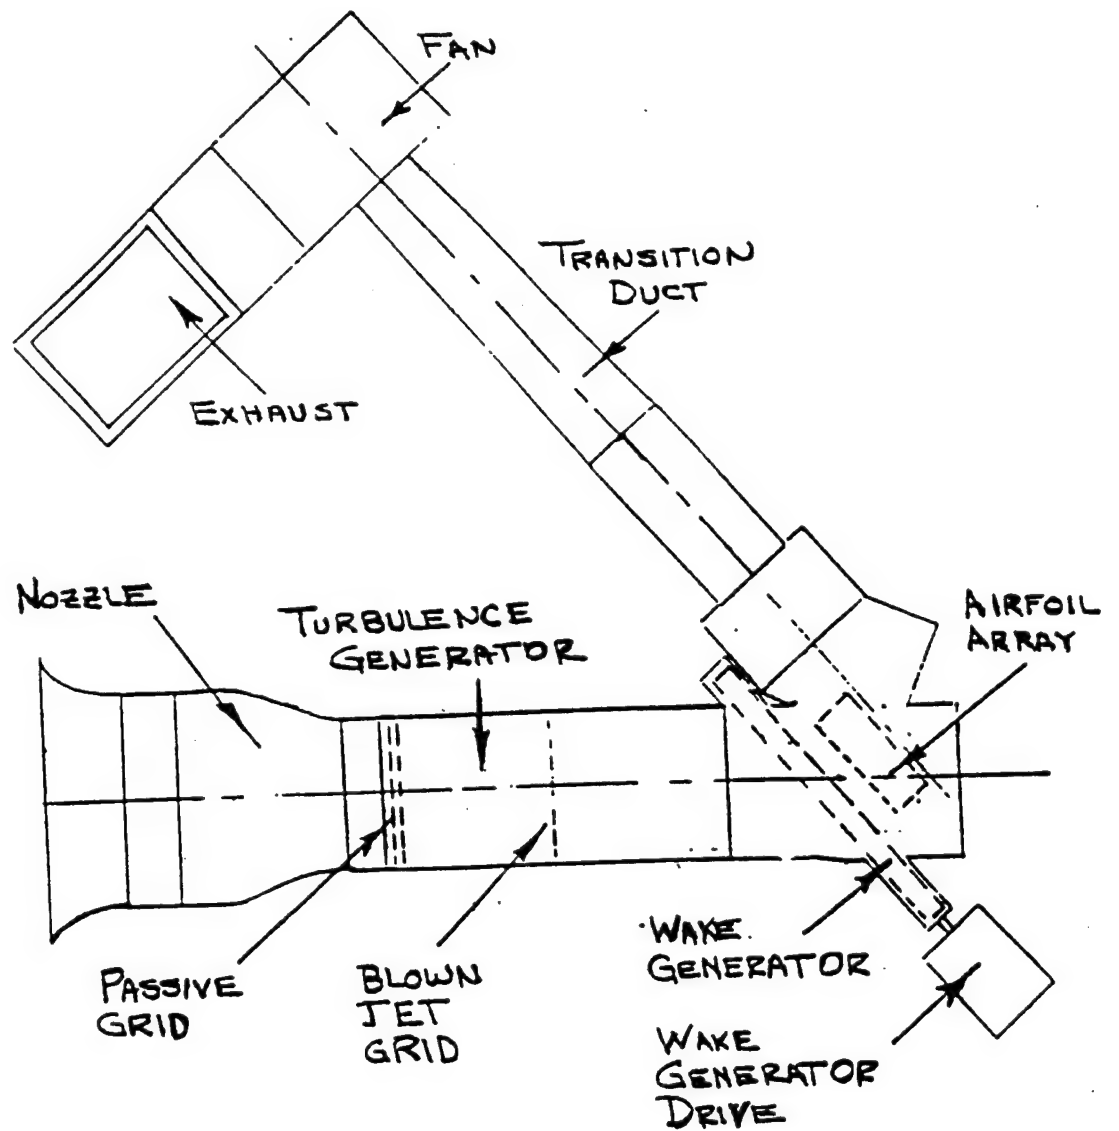 FAN
TRANSITION
DUCT
EXHAUST
NOZZLE
TURBULENCE
GENERATOR
AIRFOIL
ARRAY
PASSIVE
GRID
BLOWN
JET
GRID
WAKE
GENERATOR
WAKE
GENERATOR
DRIVE